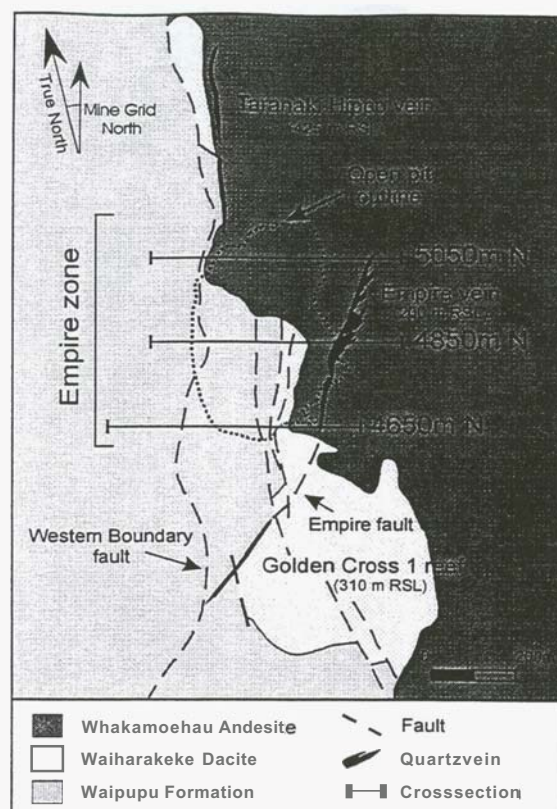 True North
Mine Grid
North
Taranaki Hippo vein
Open pit
outline
5050m N
Empire zone
Empire vein
4850m N
4650m N
Western Boundary
fault
Empire fault
Golden Cross 1 reef
(310 m RSL)
Whakamoehau Andesite
Fault
Waiharakeke Dacite
Quartzvein
Waipupu Formation
Crosssection